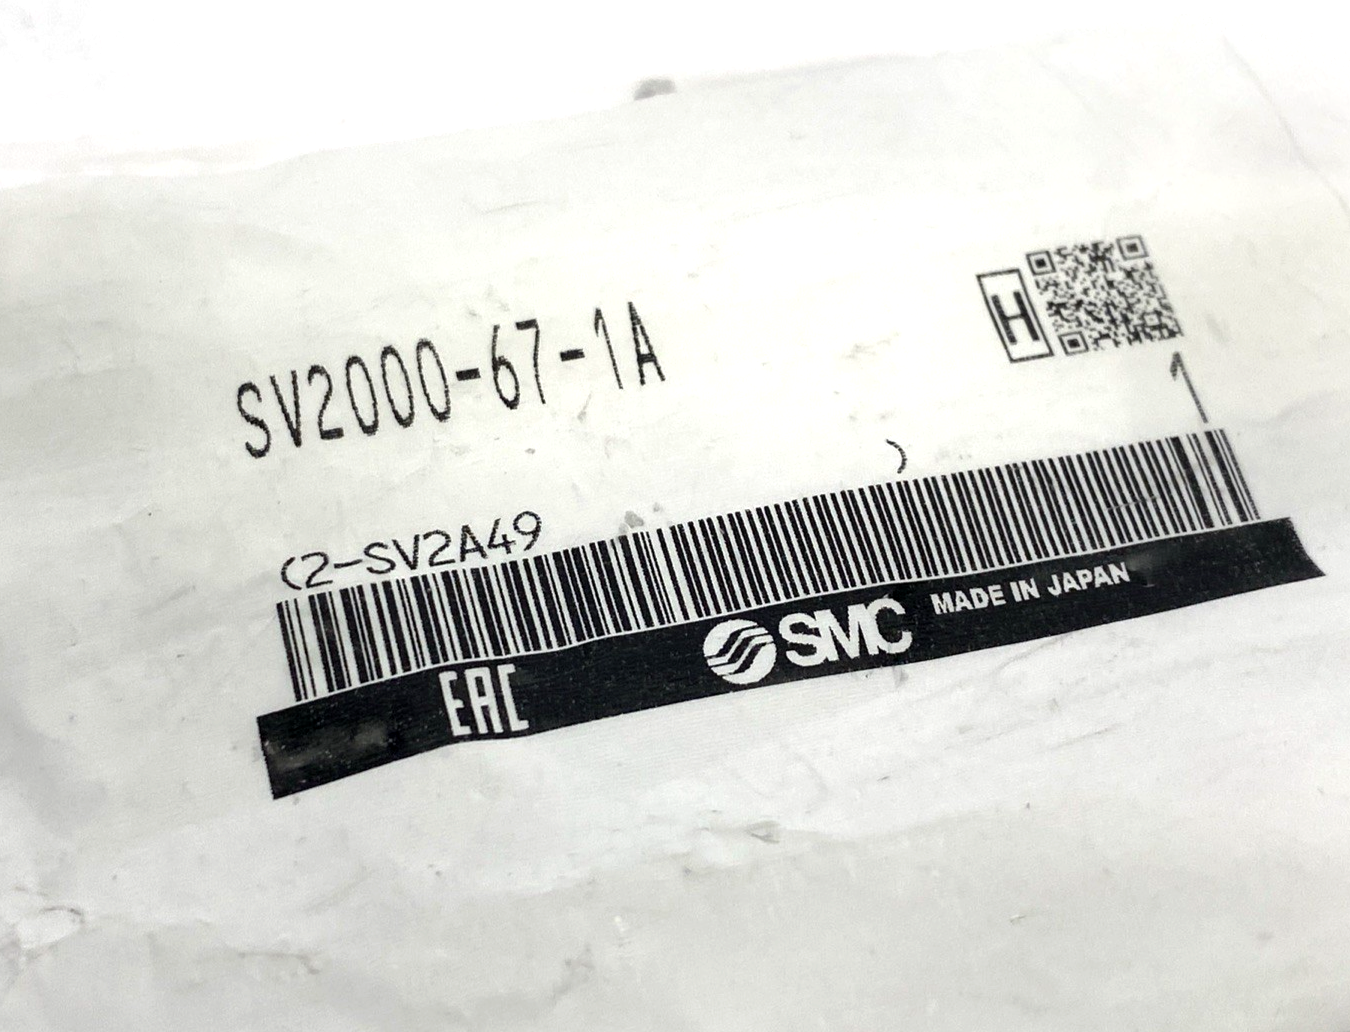 H
SV2000-67-1A
1
(2-SV2A49 )
EAC SMC MADE IN JAPAN